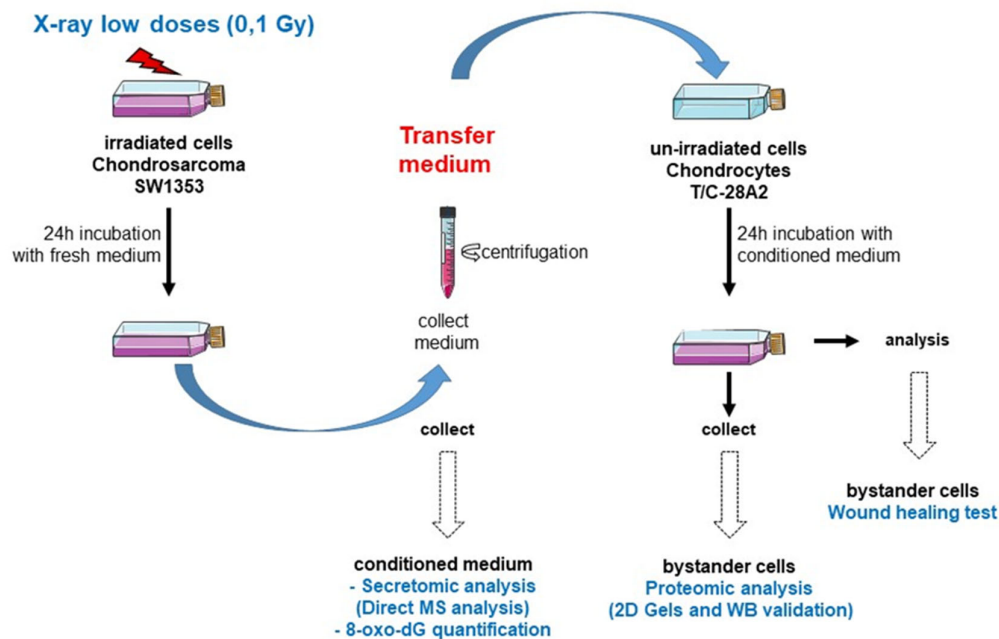 X-ray low doses (0,1 Gy)
irradiated cells
Chondrosarcoma
SW1353
24h incubation
with fresh medium
Transfer
medium
centrifugation
collect
medium
collect
conditioned medium
- Secretomic analysis
(Direct MS analysis)
- 8-oxo-dG quantification
un-irradiated cells
Chondrocytes
T/C-28A2
24h incubation with
conditioned medium
analysis
collect
bystander cells
Wound healing test
bystander cells
Proteomic analysis
(2D Gels and WB validation)